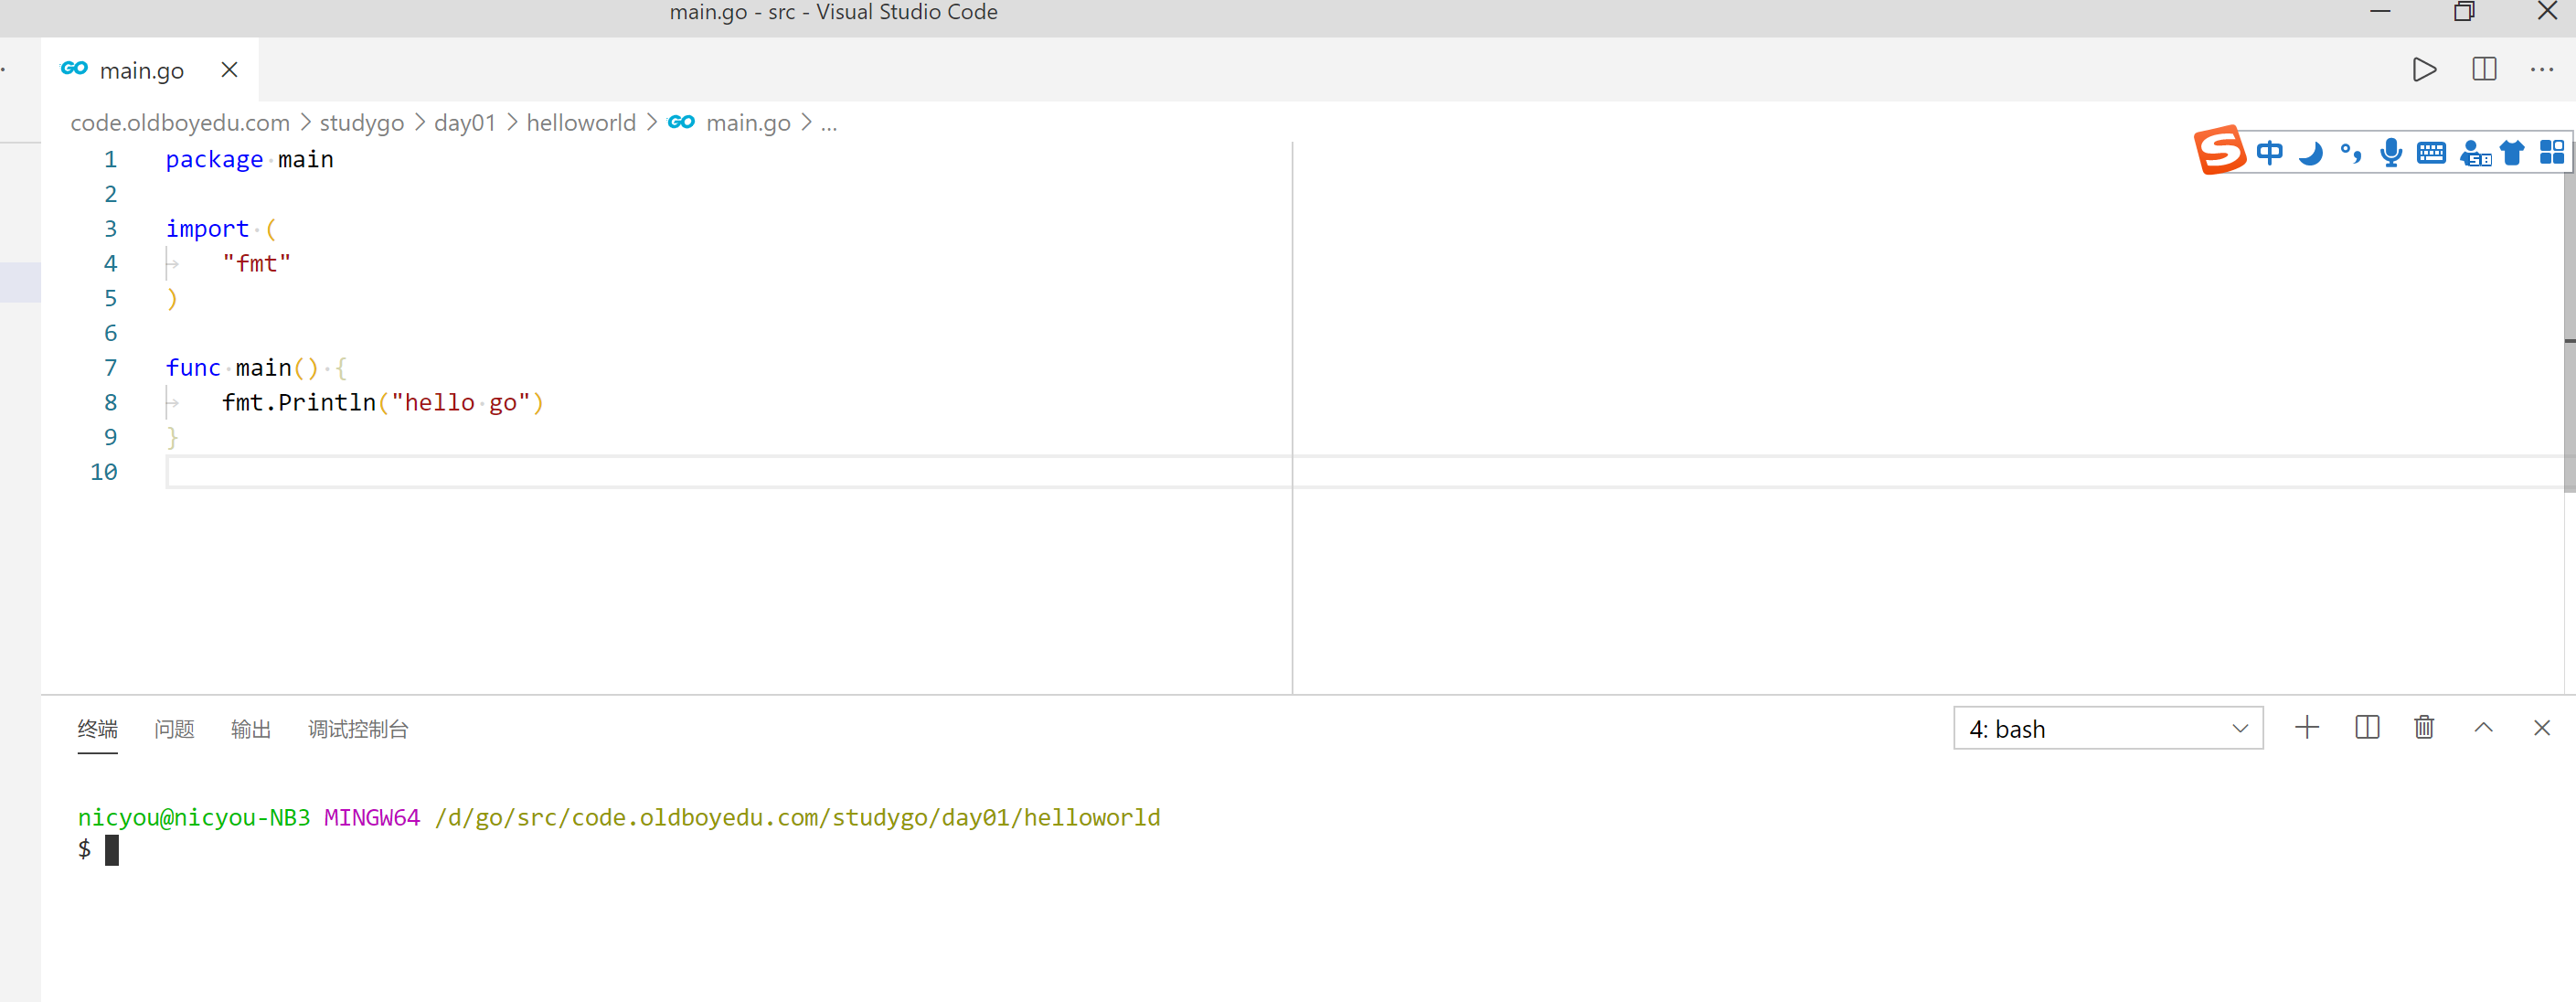 main.go - src - Visual Studio Code
GO main.go
code.oldboyedu.com > studygo > day01 > helloworld > GO main.go > ...
1 package main
2
3 import (
4 "fmt"
5 )
6
7 func main() {
8 fmt.Println("hello go")
9 }
10
S 中
终端 问题 输出 调试控制台 4: bash
nicyou@nicyou-NB3 MINGW64 /d/go/src/code.oldboyedu.com/studygo/day01/helloworld
$